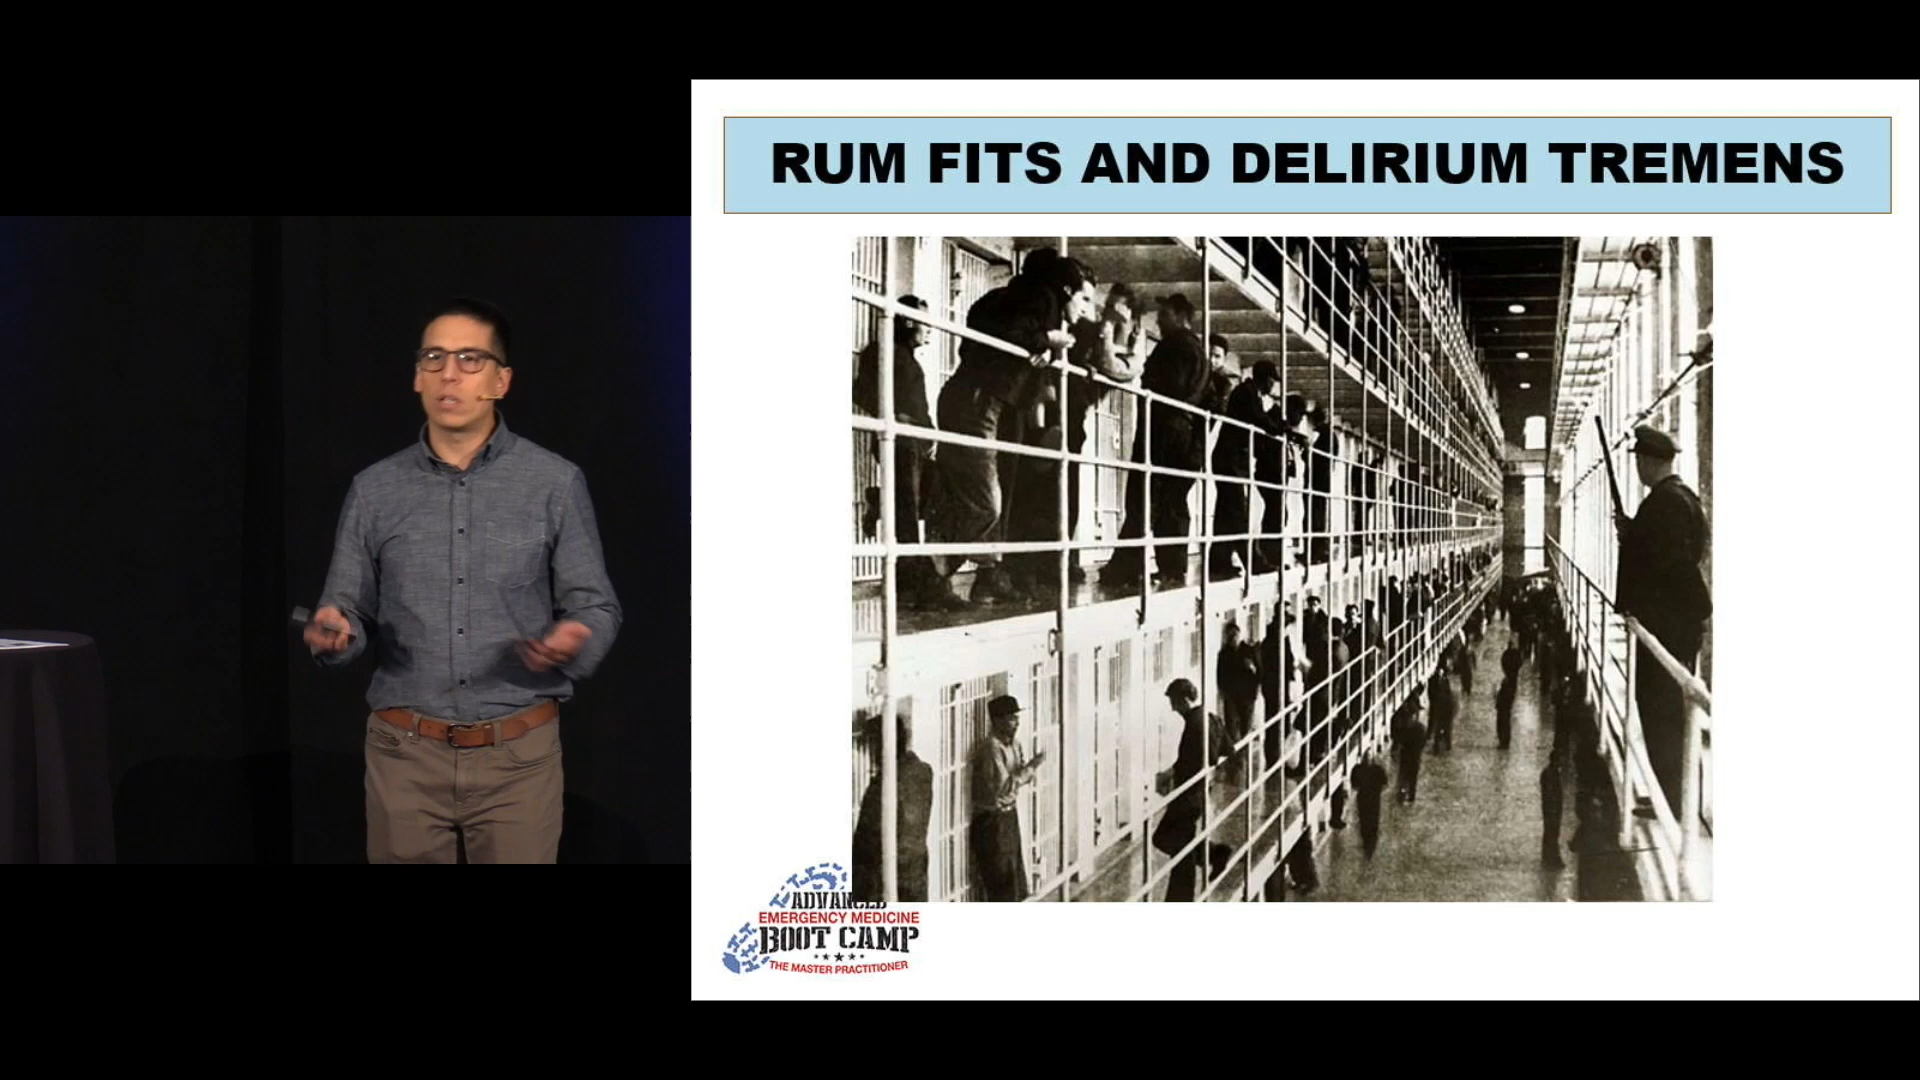 RUM FITS AND DELIRIUM TREMENS
ADVANCED
EMERGENCY MEDICINE
BOOT CAMP
THE MASTER PRACTITIONER